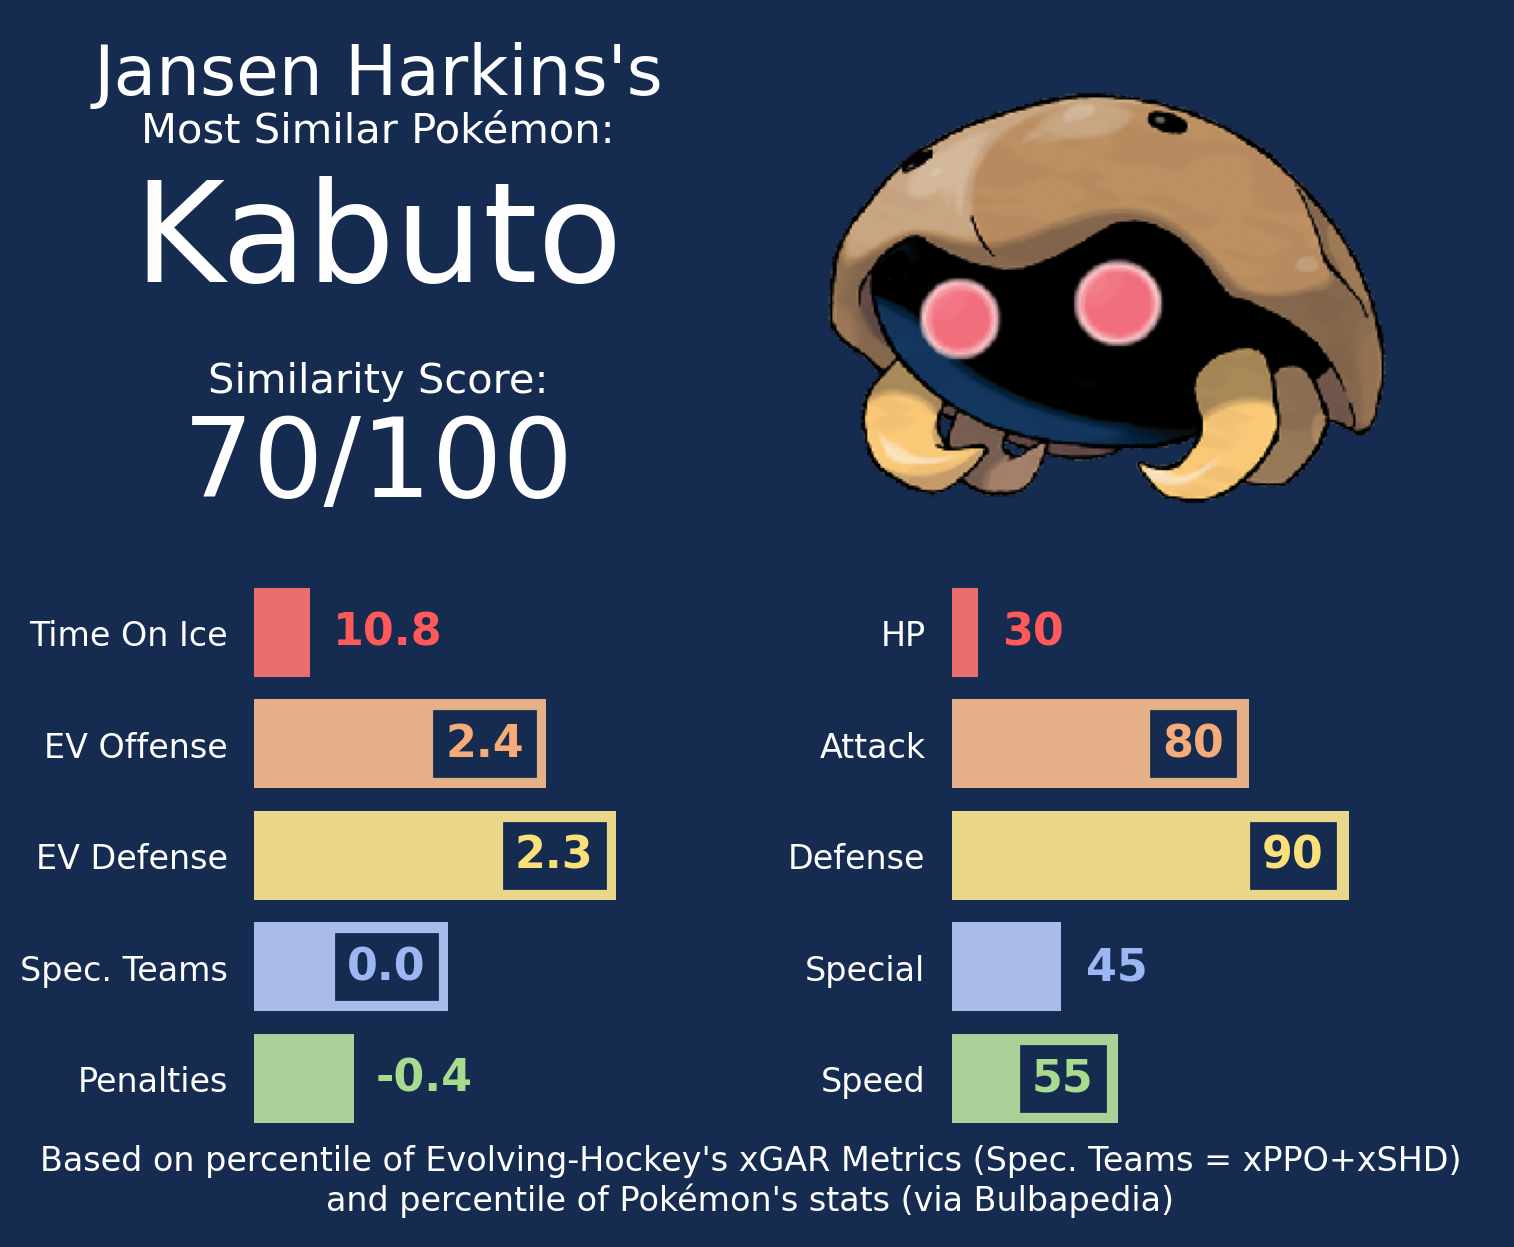 Jansen Harkins's
Most Similar Pokémon:
Kabuto
Similarity Score:
70/100
Time On Ice 10.8
EV Offense 2.4
EV Defense 2.3
Spec. Teams 0.0
Penalties -0.4
HP 30
Attack 80
Defense 90
Special 45
Speed 55
Based on percentile of Evolving-Hockey's xGAR Metrics (Spec. Teams = xPPO+xSHD)
and percentile of Pokémon's stats (via Bulbapedia)